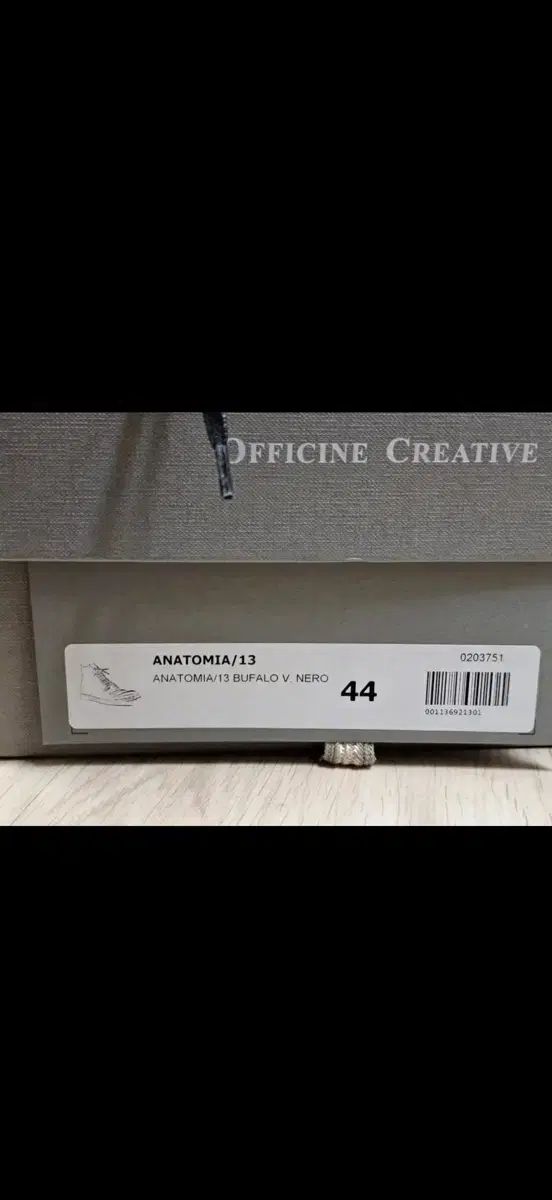 OFFICINE CREATIVE
ANATOMIA/13
0203751
ANATOMIA/13 BUFALO V. NERO
44
001136921301